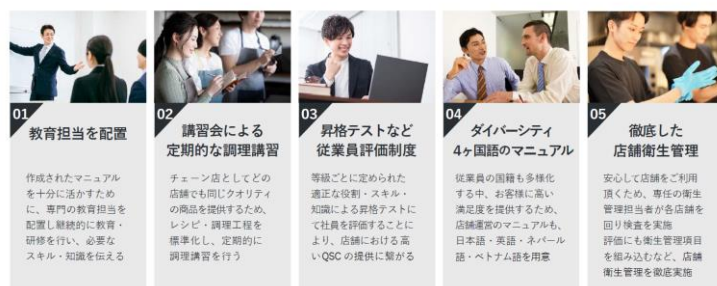 01
教育担当を配置
作成されたマニュアル
を十分に活かすため
に、専門の教育担当を
配置し継続的に教育・
研修を行い、必要な
スキル・知識を伝える
02
講習会による
定期的な調理講習
チェーン店としてどの
店舗でも同じクオリティ
の商品を提供するため、
レシピ・調理工程を
標準化し、定期的に
調理講習を行う
03
昇格テストなど
従業員評価制度
等級ごとに定められた
適正な役割・スキル・
知識による昇格テストに
て社員を評価することに
より、店舗における高
いQSCの提供に繋がる
04
ダイバーシティ
4ヶ国語のマニュアル
従業員の国籍も多様化
する中、お客様に高い
満足度を提供するため、
店舗運営のマニュアルも、
日本語・英語・ネパール
語・ベトナム語を用意
05
徹底した
店舗衛生管理
安心して店舗をご利用
頂くため、専任の衛生
管理担当者が各店舗を
回り検査を実施
評価にも衛生管理項目
を組み込むなど、店舗
衛生管理を徹底実施